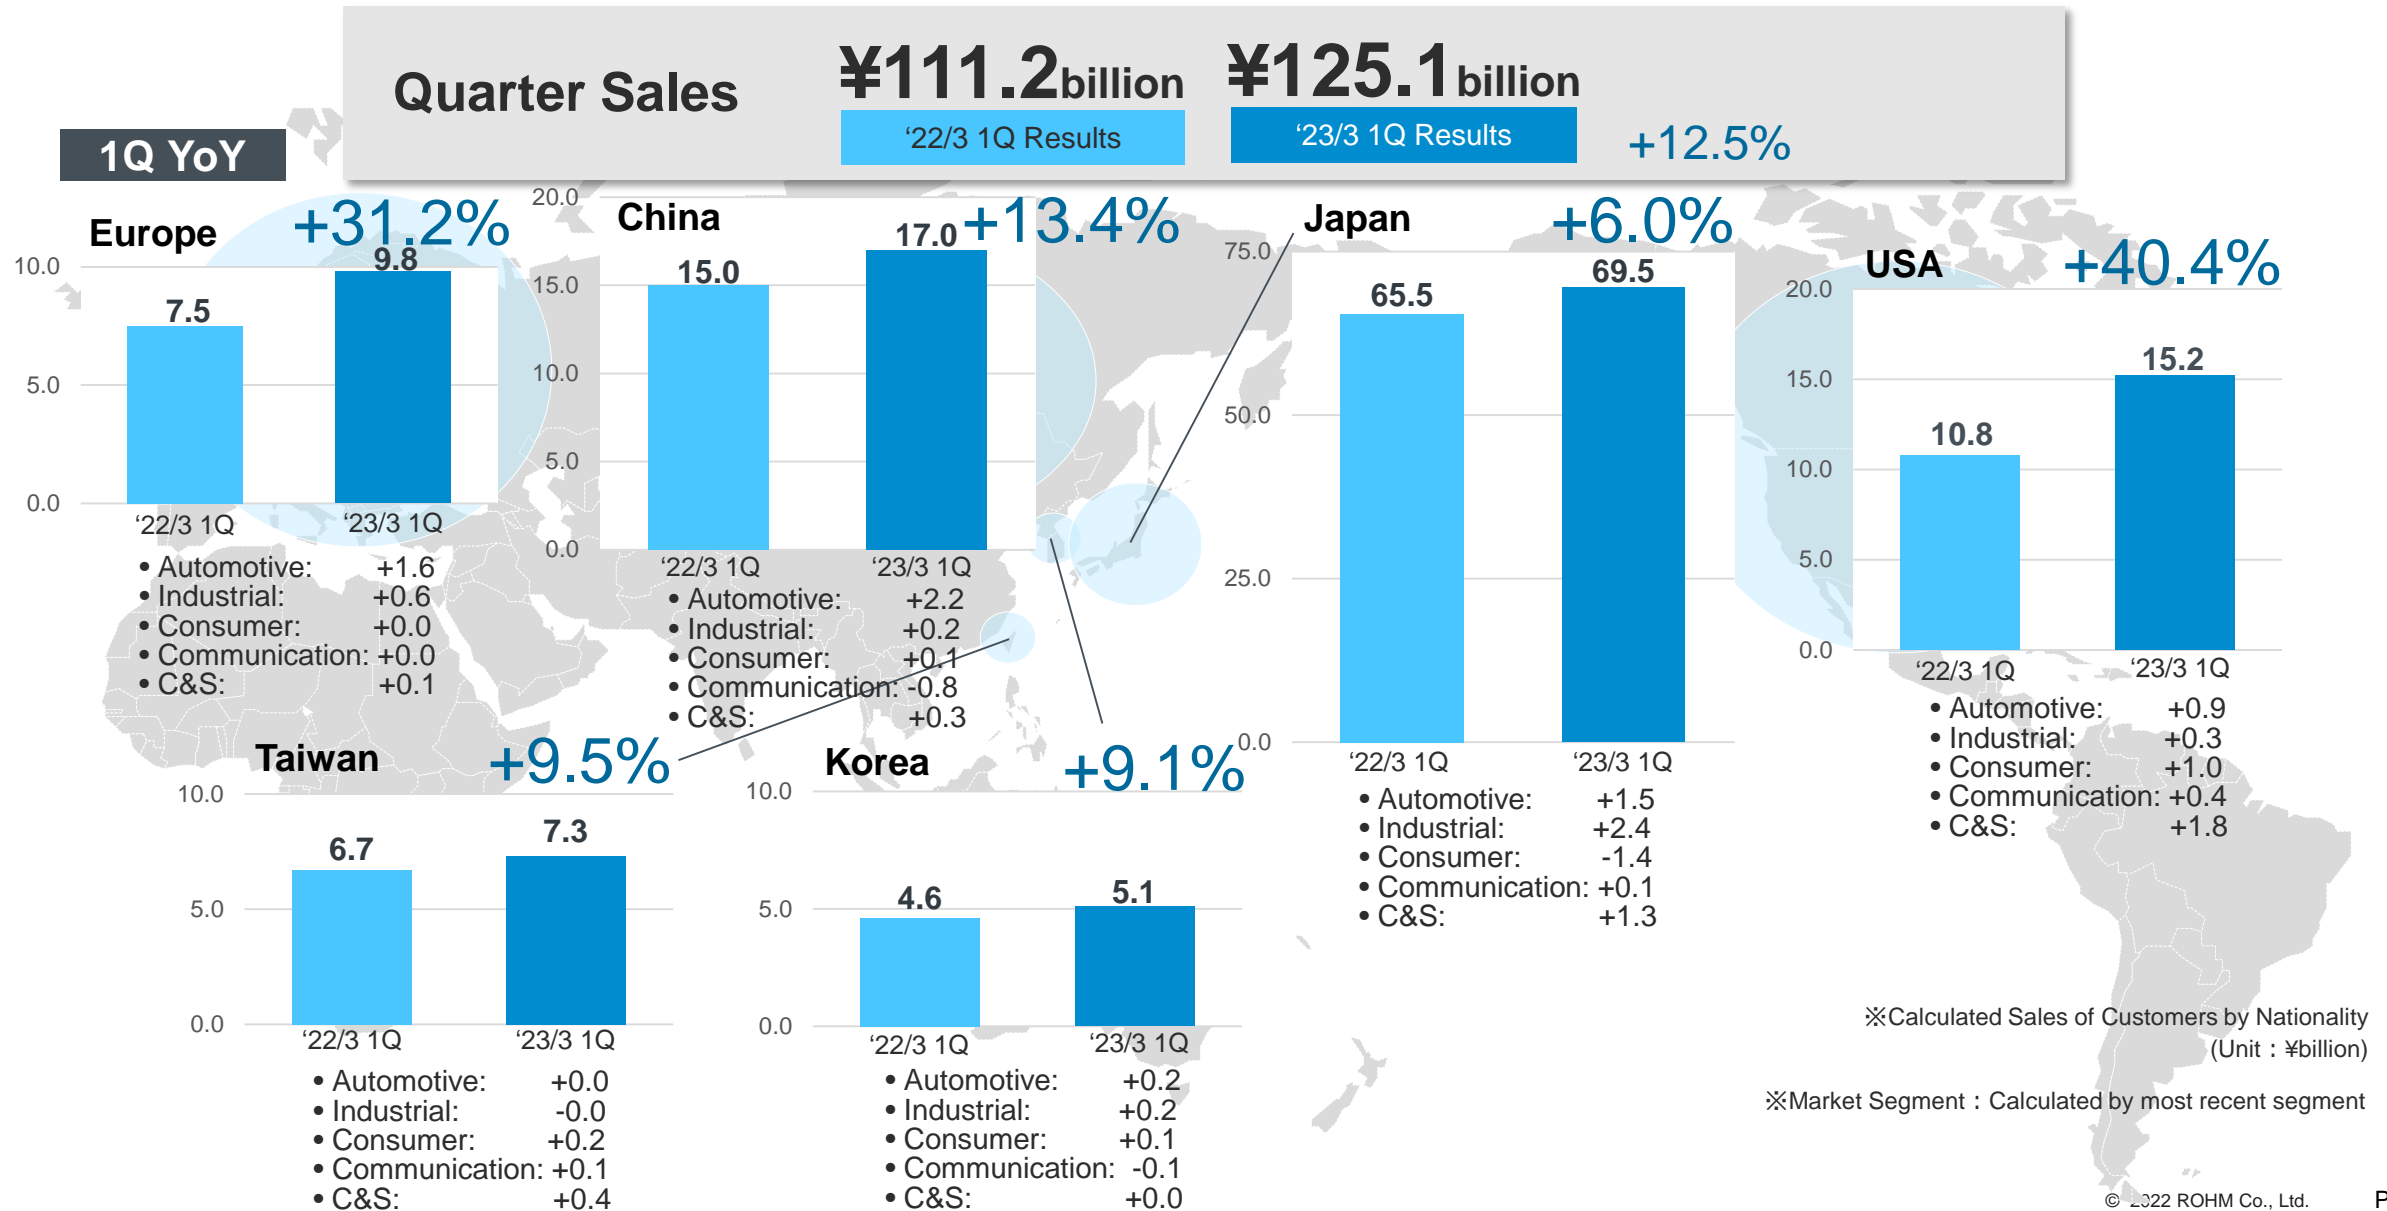 Quarter Sales
¥111.2billion
¥125.1billion
‘22/3 1Q Results
‘23/3 1Q Results
+12.5%
1Q YoY
Europe
+31.2%
10.0
5.0
0.0
7.5
9.8
‘22/3 1Q
‘23/3 1Q
• Automotive: +1.6
• Industrial: +0.6
• Consumer: +0.0
• Communication: +0.0
• C&S: +0.1
China
+13.4%
20.0
15.0
10.0
5.0
0.0
15.0
17.0
‘22/3 1Q
‘23/3 1Q
• Automotive: +2.2
• Industrial: +0.2
• Consumer: +0.1
• Communication: -0.8
• C&S: +0.3
Japan
+6.0%
75.0
50.0
25.0
0.0
65.5
69.5
‘22/3 1Q
‘23/3 1Q
• Automotive: +1.5
• Industrial: +2.4
• Consumer: -1.4
• Communication: +0.1
• C&S: +1.3
USA
+40.4%
20.0
15.0
10.0
5.0
0.0
10.8
15.2
‘22/3 1Q
‘23/3 1Q
• Automotive: +0.9
• Industrial: +0.3
• Consumer: +1.0
• Communication: +0.4
• C&S: +1.8
Taiwan
+9.5%
10.0
5.0
0.0
6.7
7.3
‘22/3 1Q
‘23/3 1Q
• Automotive: +0.0
• Industrial: -0.0
• Consumer: +0.2
• Communication: +0.1
• C&S: +0.4
Korea
+9.1%
10.0
5.0
0.0
4.6
5.1
‘22/3 1Q
‘23/3 1Q
• Automotive: +0.2
• Industrial: +0.2
• Consumer: +0.1
• Communication: -0.1
• C&S: +0.0
※Calculated Sales of Customers by Nationality
(Unit：¥billion)
※Market Segment：Calculated by most recent segment
© 2022 ROHM Co., Ltd.
P